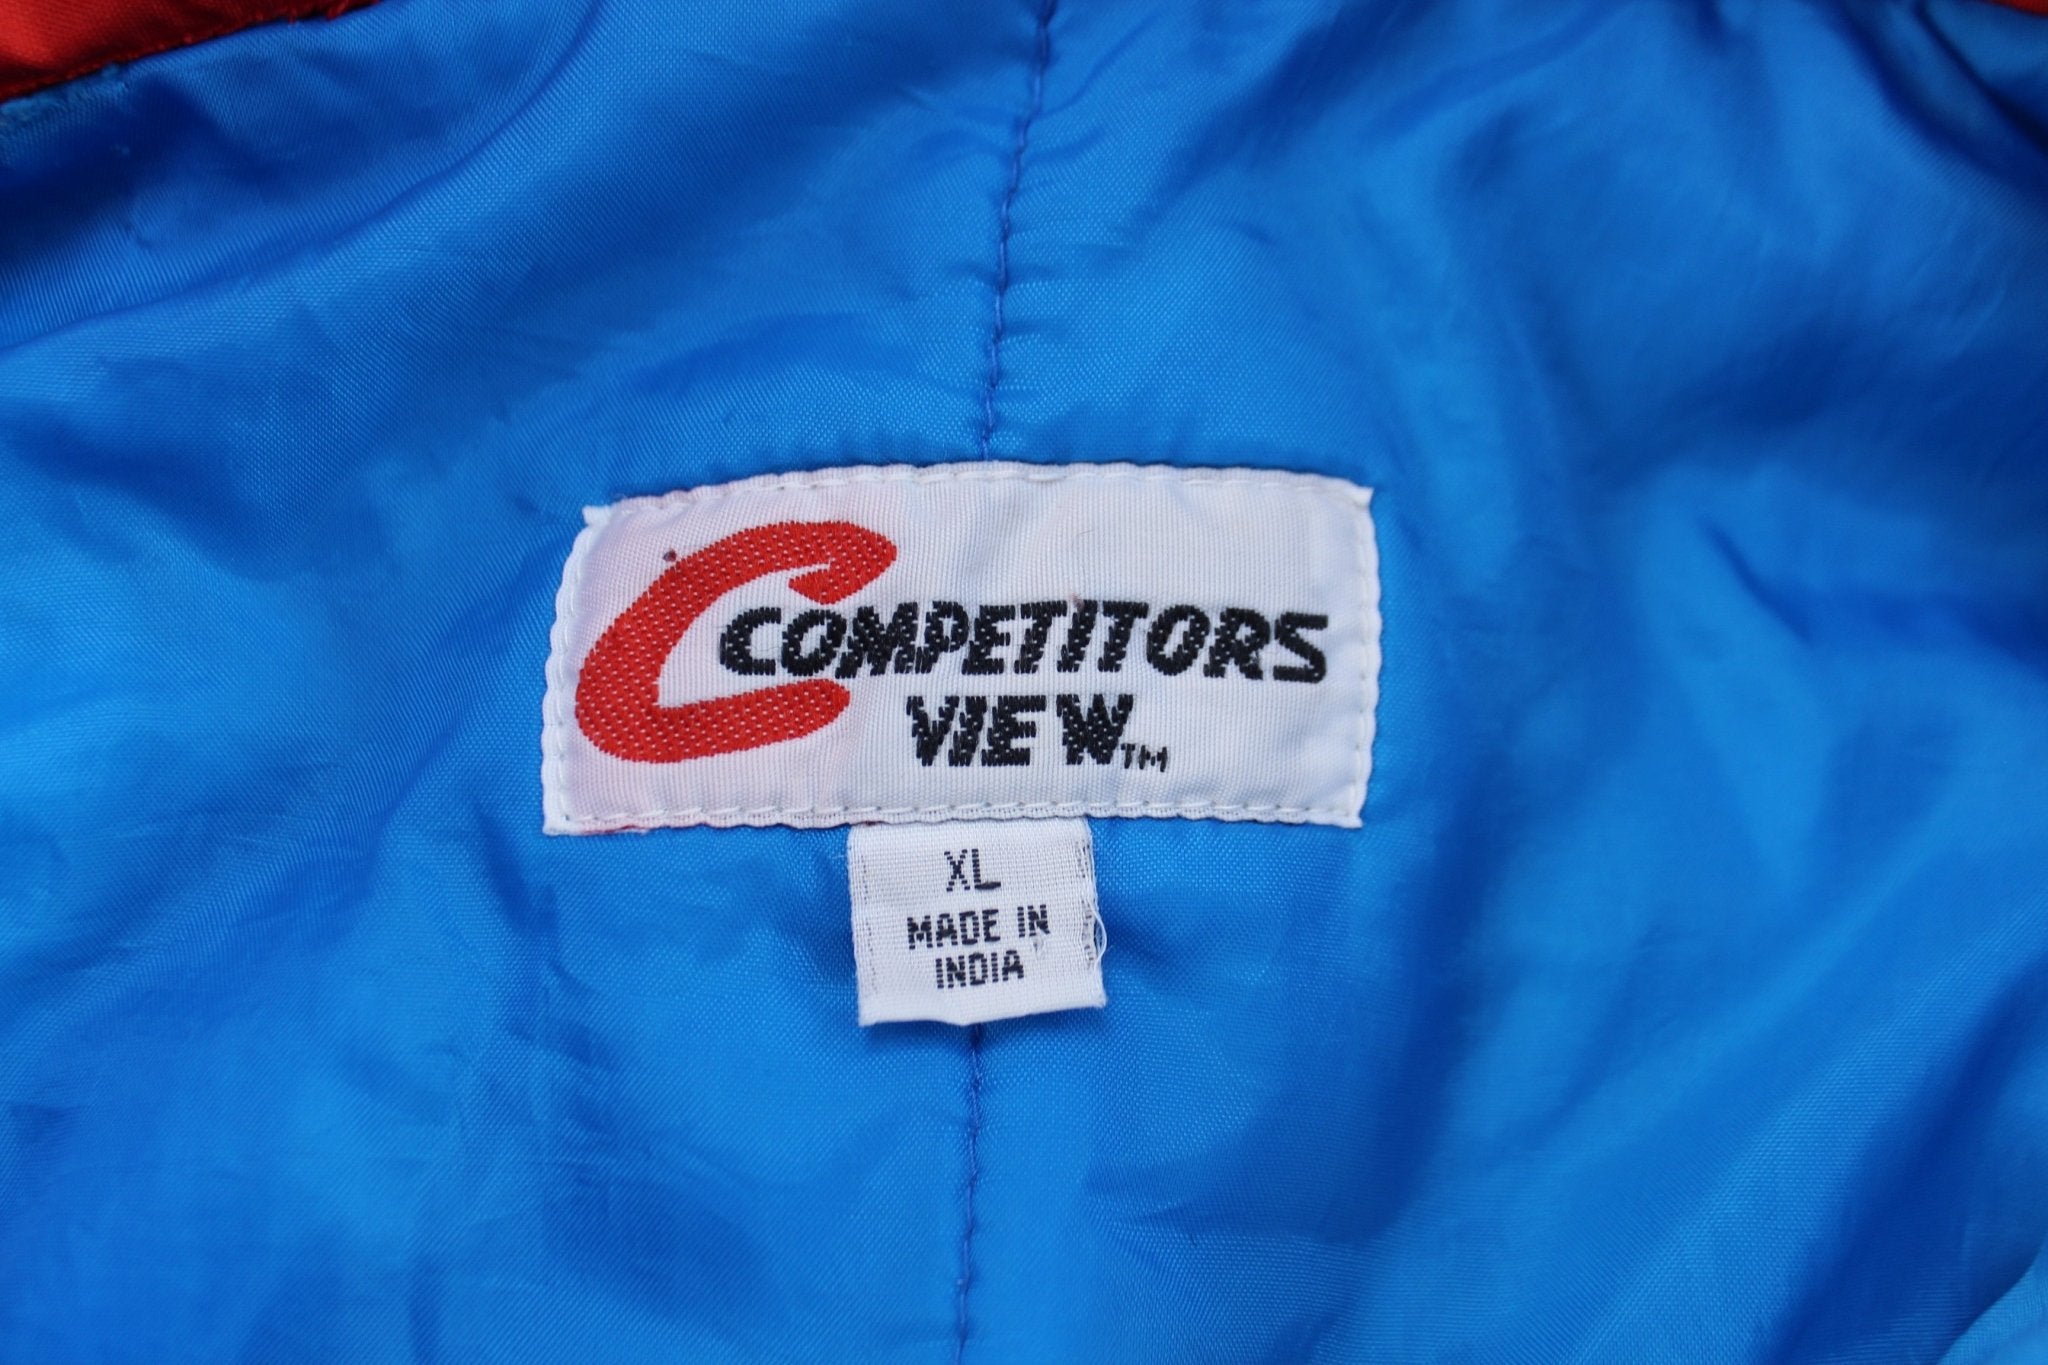 COMPETITORS
VIEW™
XL
MADE IN
INDIA